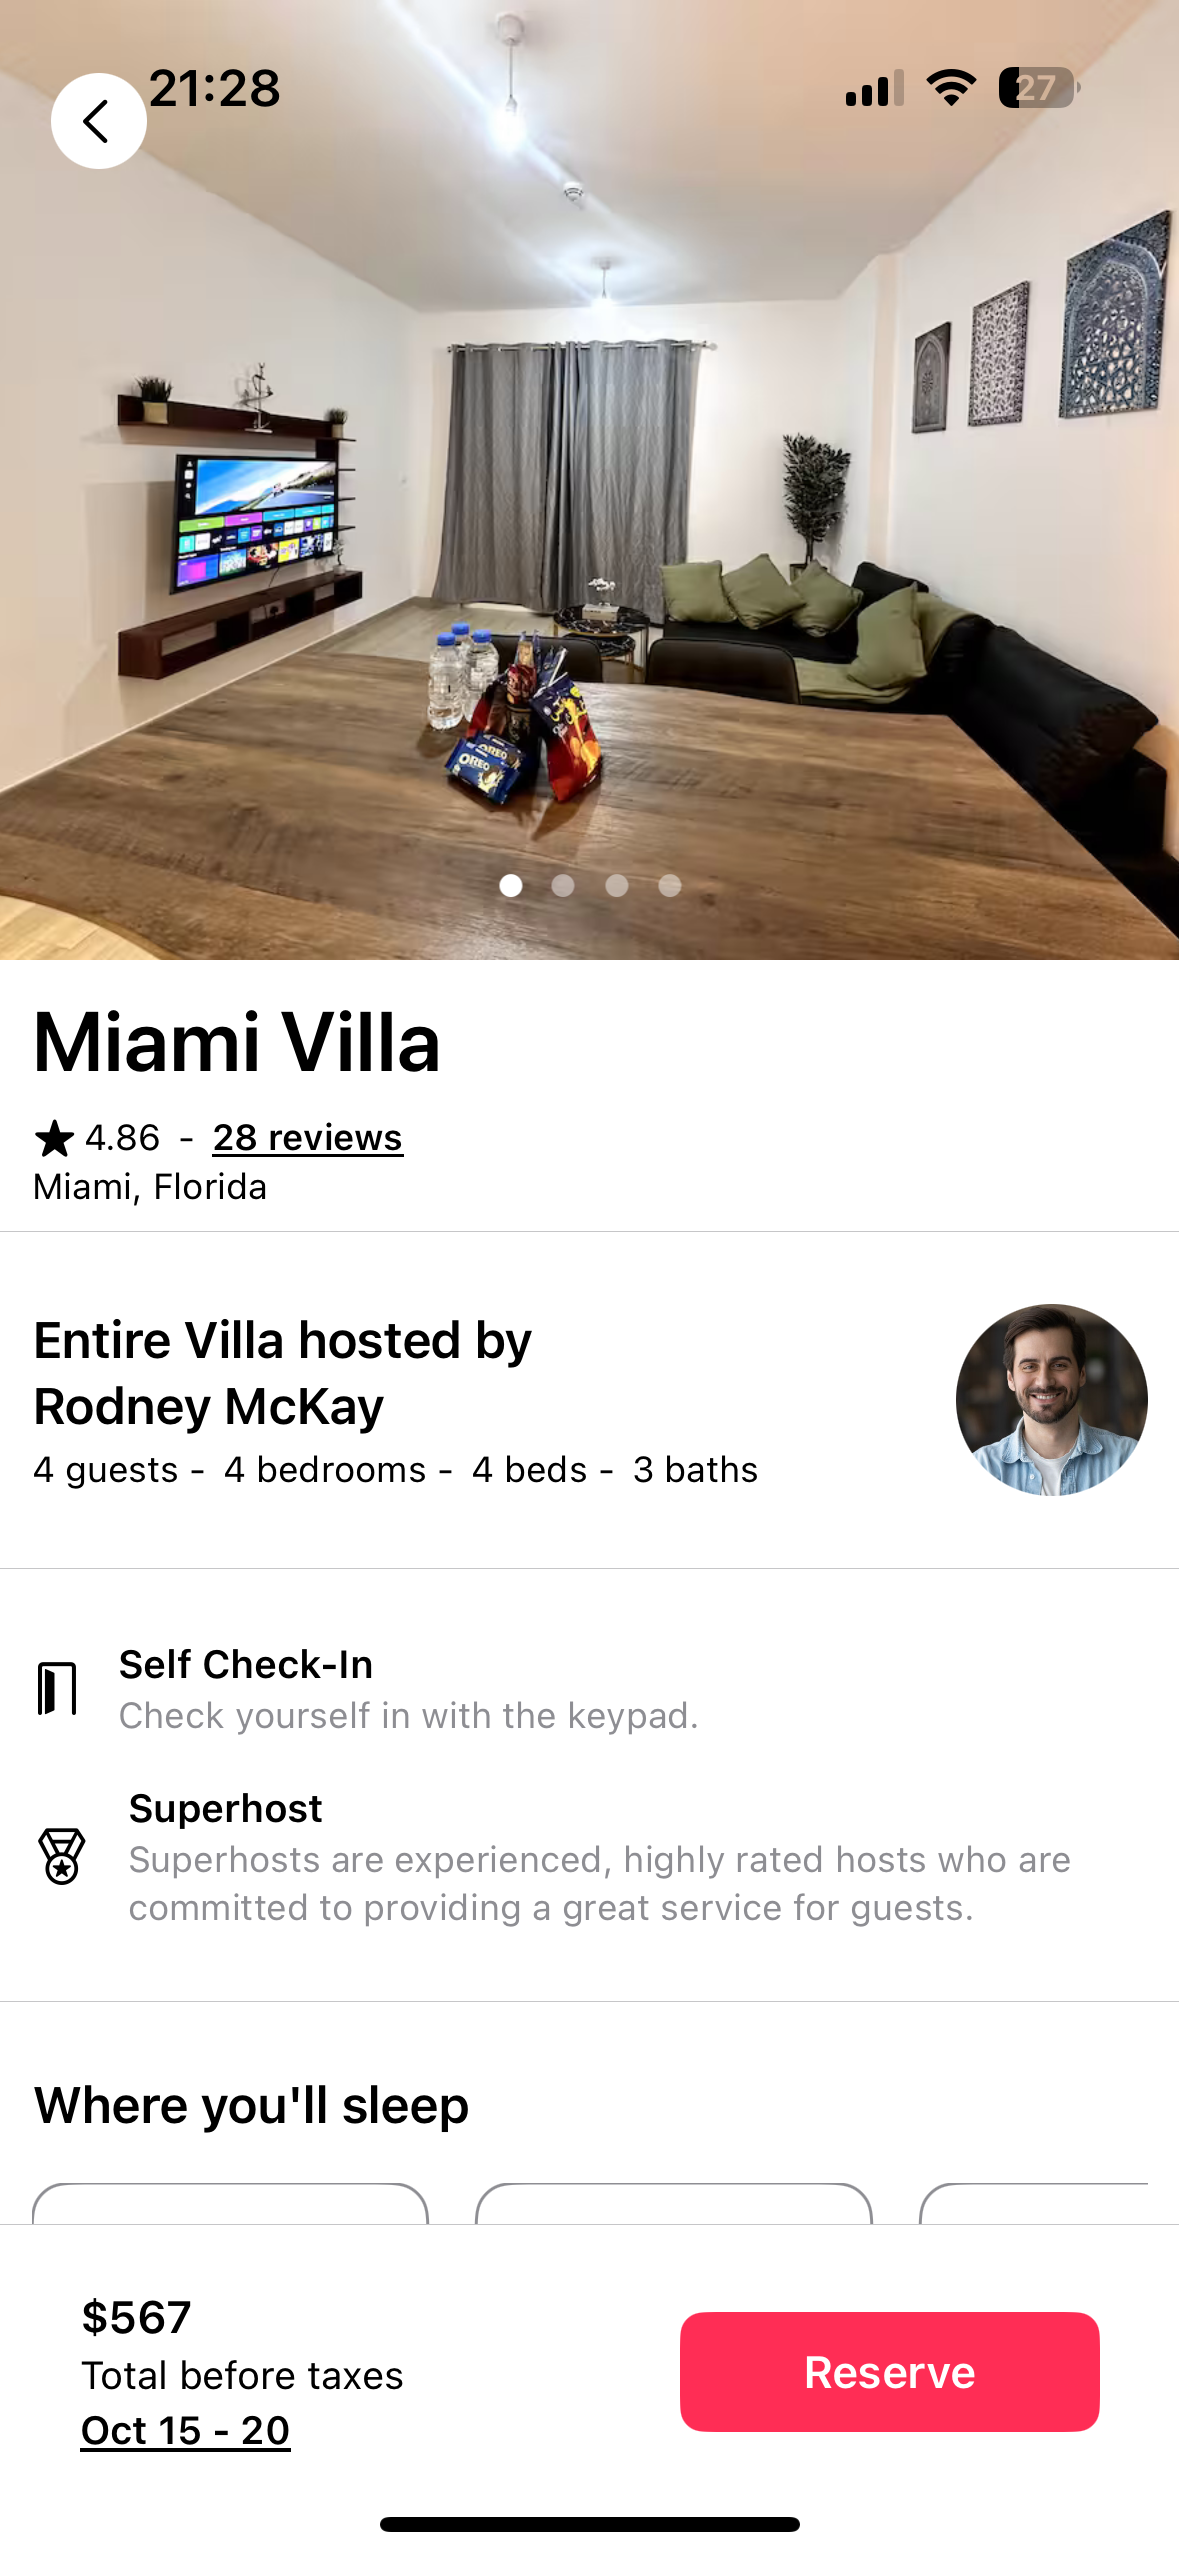 21:28
27
OREO
OREO
Miami Villa
4.86 - 28 reviews
Miami, Florida
Entire Villa hosted by
Rodney McKay
4 guests - 4 bedrooms - 4 beds - 3 baths
Self Check-In
Check yourself in with the keypad.
Superhost
Superhosts are experienced, highly rated hosts who are
committed to providing a great service for guests.
Where you'll sleep
$567
Total before taxes
Oct 15 - 20
Reserve